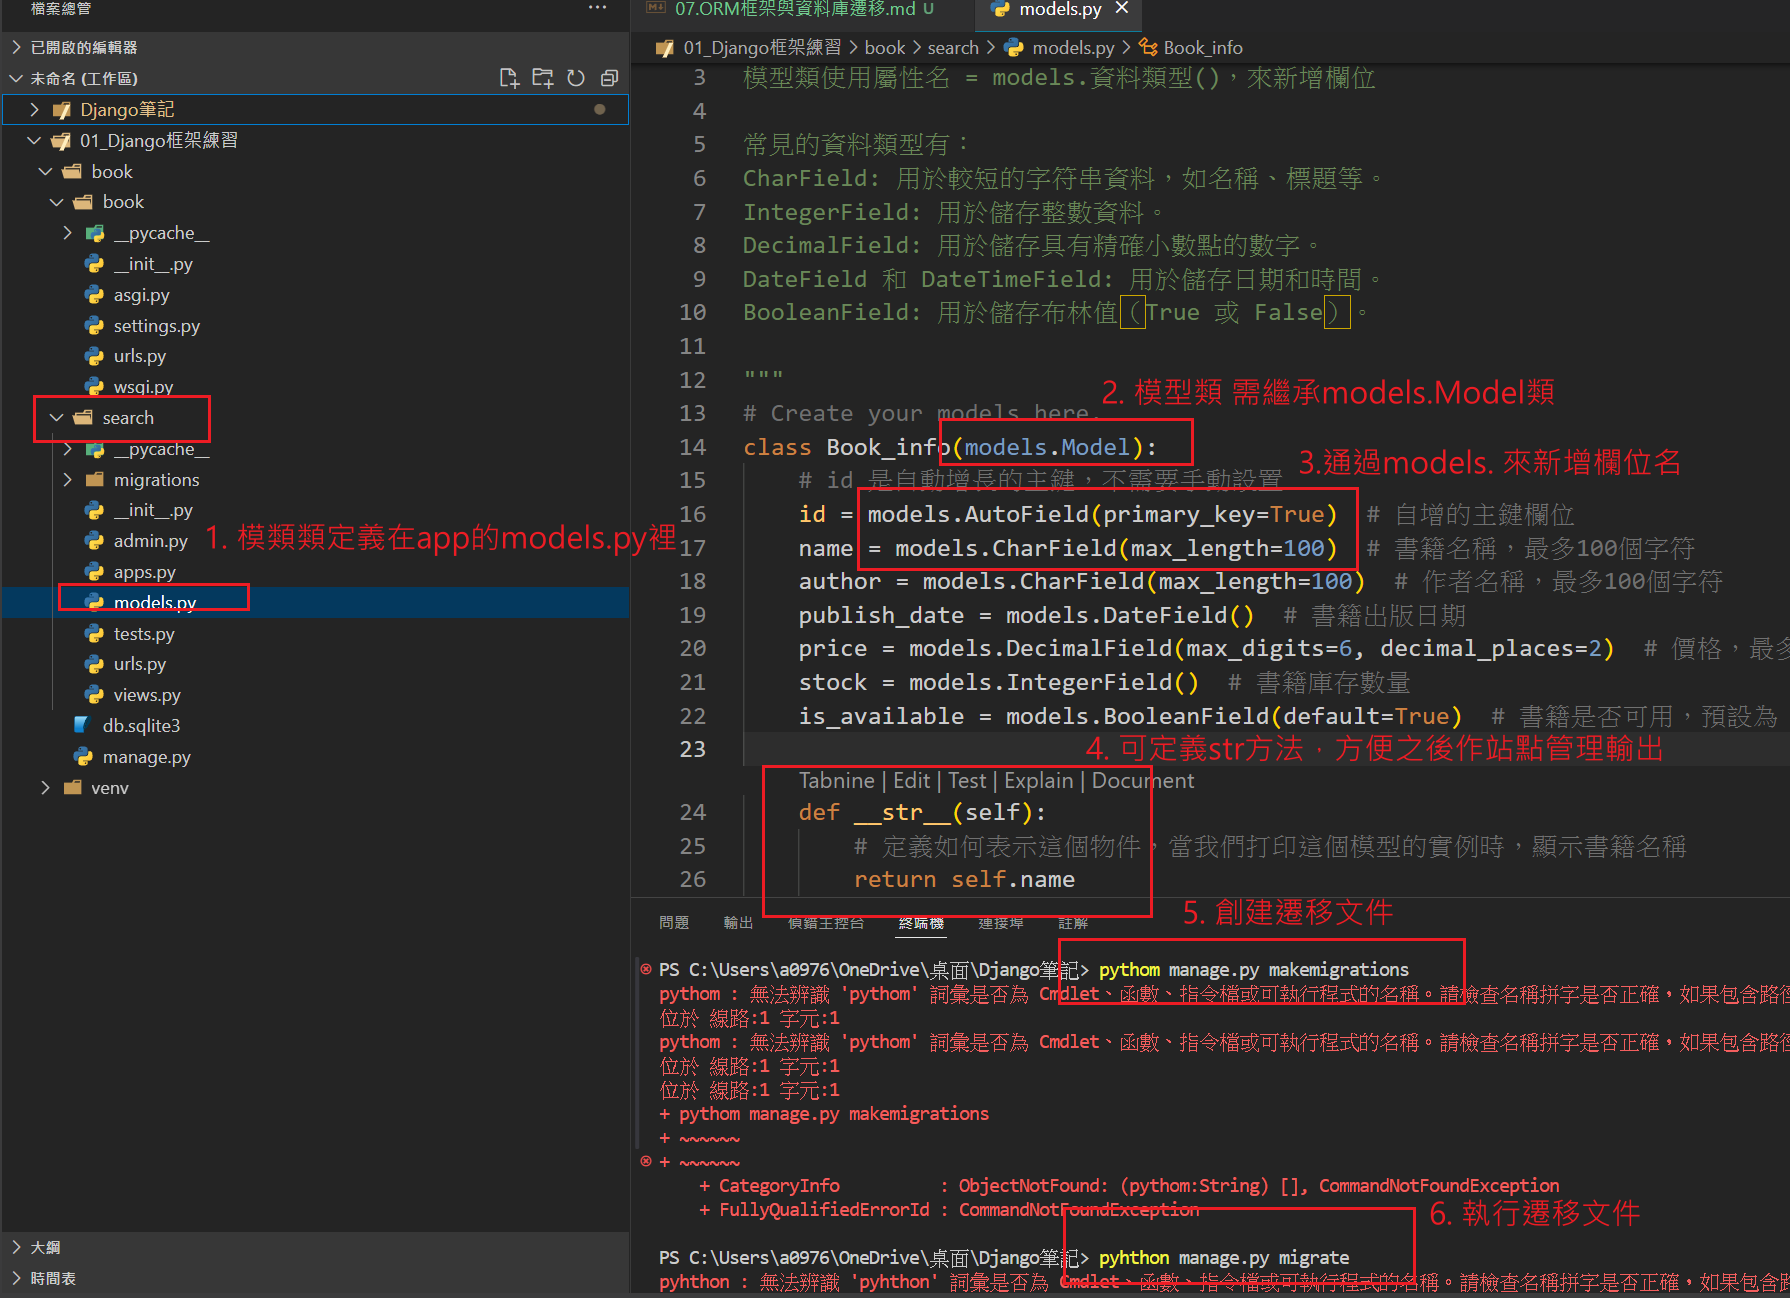 檔案總管
···
已開啟的編輯器
未命名 (工作區)
Django筆記
01_Django框架練習
book
book
__pycache__
__init__.py
asgi.py
settings.py
urls.py
wsgi.py
search
__pycache__
migrations
__init__.py
admin.py
1. 模類類定義在app的models.py裡
apps.py
models.py
tests.py
urls.py
views.py
db.sqlite3
manage.py
venv
大綱
時間表
07.ORM框架與資料庫遷移.md U
models.py
01_Django框架練習 > book > search > models.py > Book_info
3 模型類使用屬性名 = models.資料類型()，來新增欄位
4
5 常見的資料類型有：
6 CharField: 用於較短的字符串資料，如名稱、標題等。
7 IntegerField: 用於儲存整數資料。
8 DecimalField: 用於儲存具有精確小數點的數字。
9 DateField 和 DateTimeField: 用於儲存日期和時間。
10 BooleanField: 用於儲存布林值（True 或 False）。
11
12 """
2. 模型類 需繼承models.Model類
13 # Create your models here.
14 class Book_info(models.Model):
3.通過models. 來新增欄位名
15 # id 是自動增長的主鍵，不需要手動設置
16 id = models.AutoField(primary_key=True) # 自增的主鍵欄位
17 name = models.CharField(max_length=100) # 書籍名稱，最多100個字符
18 author = models.CharField(max_length=100) # 作者名稱，最多100個字符
19 publish_date = models.DateField() # 書籍出版日期
20 price = models.DecimalField(max_digits=6, decimal_places=2) # 價格，最多
21 stock = models.IntegerField() # 書籍庫存數量
22 is_available = models.BooleanField(default=True) # 書籍是否可用，預設為
23
4. 可定義str方法，方便之後作站點管理輸出
Tabnine | Edit | Test | Explain | Document
24 def __str__(self):
25 # 定義如何表示這個物件，當我們打印這個模型的實例時，顯示書籍名稱
26 return self.name
5. 創建遷移文件
問題 輸出 偵錯主控台 終端機 連接埠 註解
PS C:\Users\a0976\OneDrive\桌面\Django筆記> pythom manage.py makemigrations
pythom : 無法辨識 'pythom' 詞彙是否為 Cmdlet、函數、指令檔或可執行程式的名稱。請檢查名稱拼字是否正確，如果包含路徑
位於 線路:1 字元:1
pythom : 無法辨識 'pythom' 詞彙是否為 Cmdlet、函數、指令檔或可執行程式的名稱。請檢查名稱拼字是否正確，如果包含路徑
位於 線路:1 字元:1
位於 線路:1 字元:1
+ pythom manage.py makemigrations
+ ~~~~~~
+ ~~~~~~
+ CategoryInfo : ObjectNotFound: (pythom:String) [], CommandNotFoundException
+ FullyQualifiedErrorId : CommandNotFoundException
6. 執行遷移文件
PS C:\Users\a0976\OneDrive\桌面\Django筆記> pyhthon manage.py migrate
pyhthon : 無法辨識 'pyhthon' 詞彙是否為 Cmdlet、函數、指令檔或可執行程式的名稱。請檢查名稱拼字是否正確，如果包含路